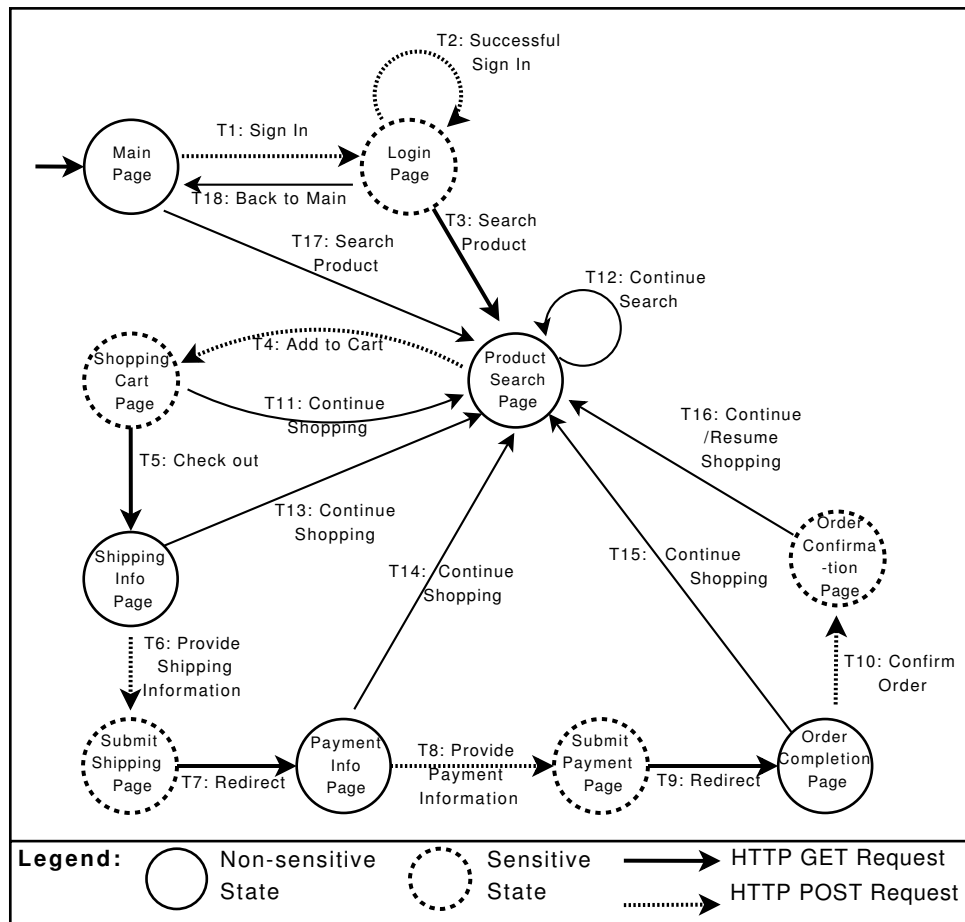 T2: Successful
Sign In
T1: Sign In
Main
Page
Login
Page
T18: Back to Main
T3: Search
Product
T17: Search
Product
T12: Continue
Search
T4: Add to Cart
Shopping
Cart
Page
Product
Search
Page
T11: Continue
Shopping
T16: Continue
/Resume
Shopping
T5: Check out
T13: Continue
Shopping
Order
Confirma
-tion
Page
Shipping
Info
Page
T14: Continue
Shopping
T15: Continue
Shopping
T6: Provide
Shipping
Information
T10: Confirm
Order
Submit
Shipping
Page
T7: Redirect
Payment
Info
Page
T8: Provide
Payment
Information
Submit
Payment
Page
T9: Redirect
Order
Completion
Page
Legend:
Non-sensitive
State
Sensitive
State
HTTP GET Request
HTTP POST Request